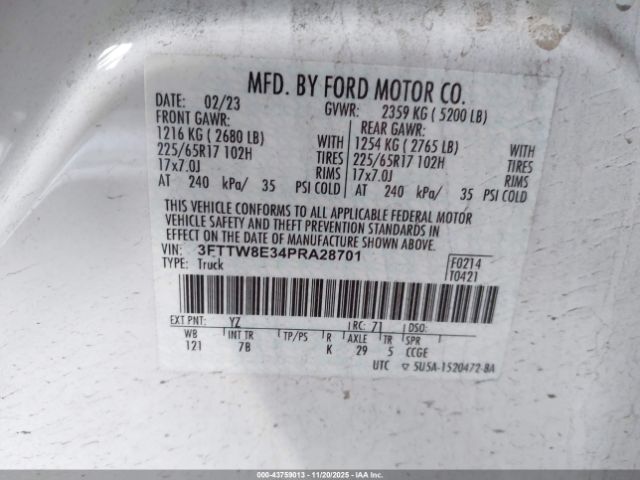 MFD. BY FORD MOTOR CO.
DATE: 02/23 GVWR: 2359 KG ( 5200 LB)
FRONT GAWR: REAR GAWR:
1216 KG ( 2680 LB) WITH 1254 KG ( 2765 LB) WITH
225/65R17 102H TIRES 225/65R17 102H TIRES
17x7.0J RIMS 17x7.0J RIMS
AT 240 kPa/ 35 PSI COLD AT 240 kPa/ 35 PSI COLD
THIS VEHICLE CONFORMS TO ALL APPLICABLE FEDERAL MOTOR
VEHICLE SAFETY AND THEFT PREVENTION STANDARDS IN
EFFECT ON THE DATE OF MANUFACTURE SHOWN ABOVE.
VIN: 3FTTW8E34PRA28701 F0214
TYPE: Truck T0421
EXT PNT: YZ RC: 71 DSO:
WB INT TR TP/PS R AXLE TR SPR
121 7B K 29 5 CCGE
UTC ▽ 5U5A-1520472-BA
© - 43759013 - 11/20/2025 - IAA Inc.